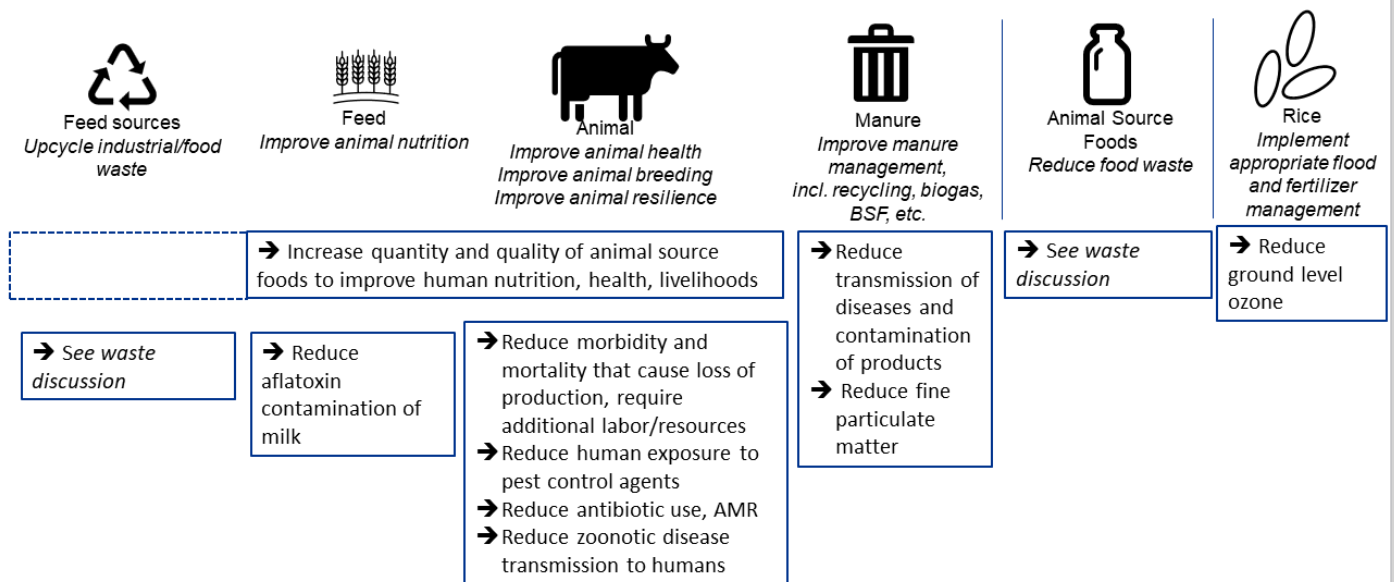 Feed sources
Upcycle industrial/food
waste
Feed
Improve animal nutrition
Animal
Improve animal health
Improve animal breeding
Improve animal resilience
Manure
Improve manure
management,
incl. recycling, biogas,
BSF, etc.
Animal Source
Foods
Reduce food waste
Rice
Implement
appropriate flood
and fertilizer
management
➔ Increase quantity and quality of animal source
foods to improve human nutrition, health, livelihoods
➔ See waste
discussion
➔ Reduce
aflatoxin
contamination of
milk
➔ Reduce morbidity and
mortality that cause loss of
production, require
additional labor/resources
➔ Reduce human exposure to
pest control agents
➔ Reduce antibiotic use, AMR
➔ Reduce zoonotic disease
transmission to humans
➔ Reduce
transmission of
diseases and
contamination
of products
➔ Reduce fine
particulate
matter
➔ See waste
discussion
➔ Reduce
ground level
ozone